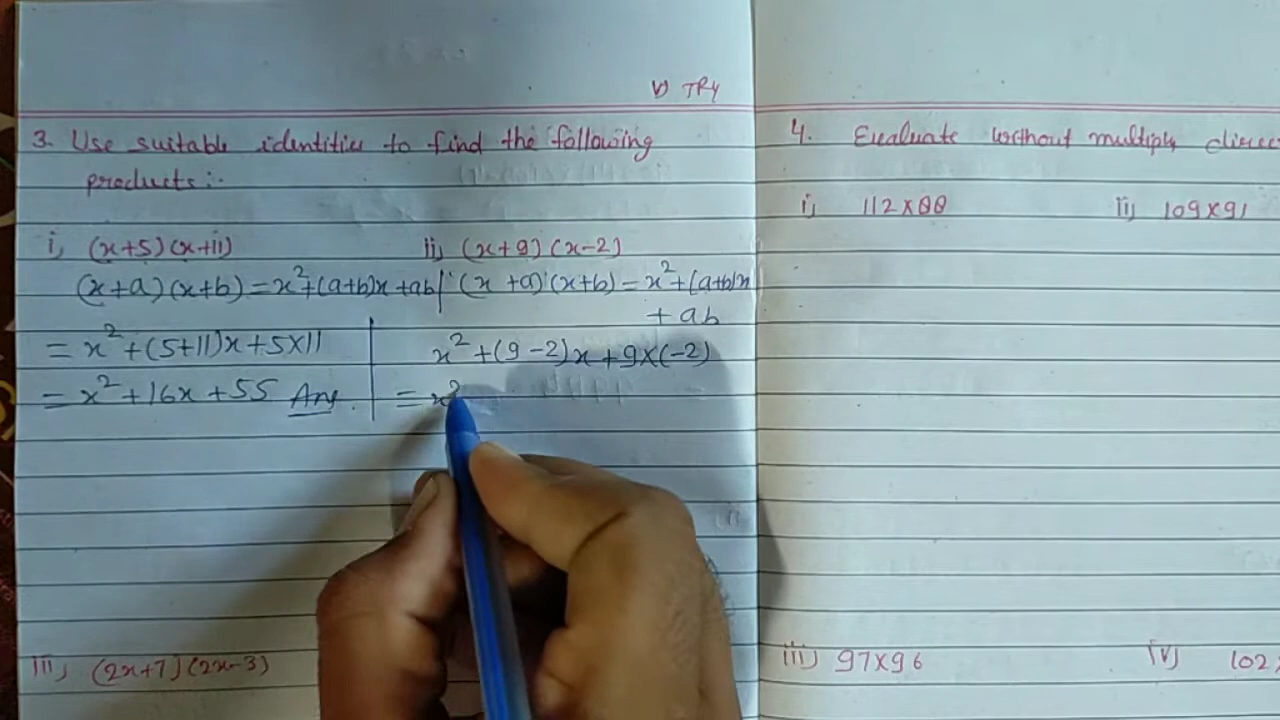 v) TRY
3. Use suitable identities to find the following
products:-
i) (x+5)(x+11)
ii) (x+9)(x-2)
(x+a)(x+b)=x²+(a+b)x+ab
(x+a)(x+b)=x²+(a+b)x
+ab
=x²+(5+11)x+5×11
=x²+16x+55 Ans.
x²+(9-2)x+9×(-2)
=x²
iii) (2x+7)(2x-3)
4. Evaluate without multiply
i) 112×88
ii) 109×91
iii) 97×96
iv) 102